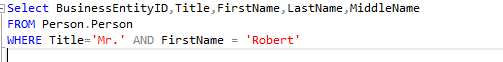 Select BusinessEntityID,Title,FirstName,LastName,MiddleName
FROM Person.Person
WHERE Title='Mr.' AND FirstName = 'Robert'